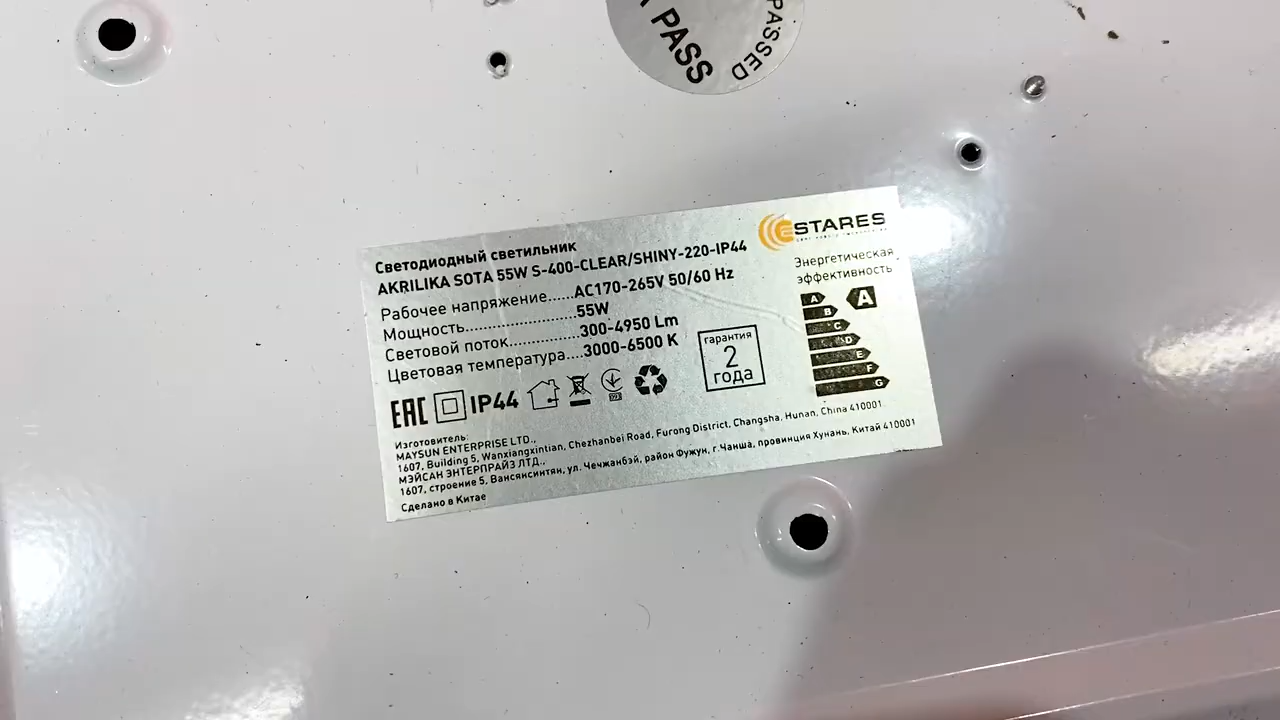 PASS
PASSED
ESTARES
Светодиодный светильник
AKRILIKA SOTA 55W S-400-CLEAR/SHINY-220-IP44
Рабочее напряжение......AC170-265V 50/60 Hz
Мощность......................55W
Световой поток..............300-4950 Lm
Цветовая температура...3000-6500 K
Энергетическая
эффективность
A
A
B
C
D
E
F
G
гарантия
2
года
EAC IP44
Изготовитель:
MAYSUN ENTERPRISE LTD.,
1607, Building 5, Wanxiangxintian, Chezhanbei Road, Furong District, Changsha, Hunan, China 410001
МЭЙСАН ЭНТЕРПРАЙЗ ЛТД.,
1607, строение 5, Вансянсинтян, ул. Чечжанбэй, район Фужун, г.Чанша, провинция Хунань, Китай 410001
Сделано в Китае